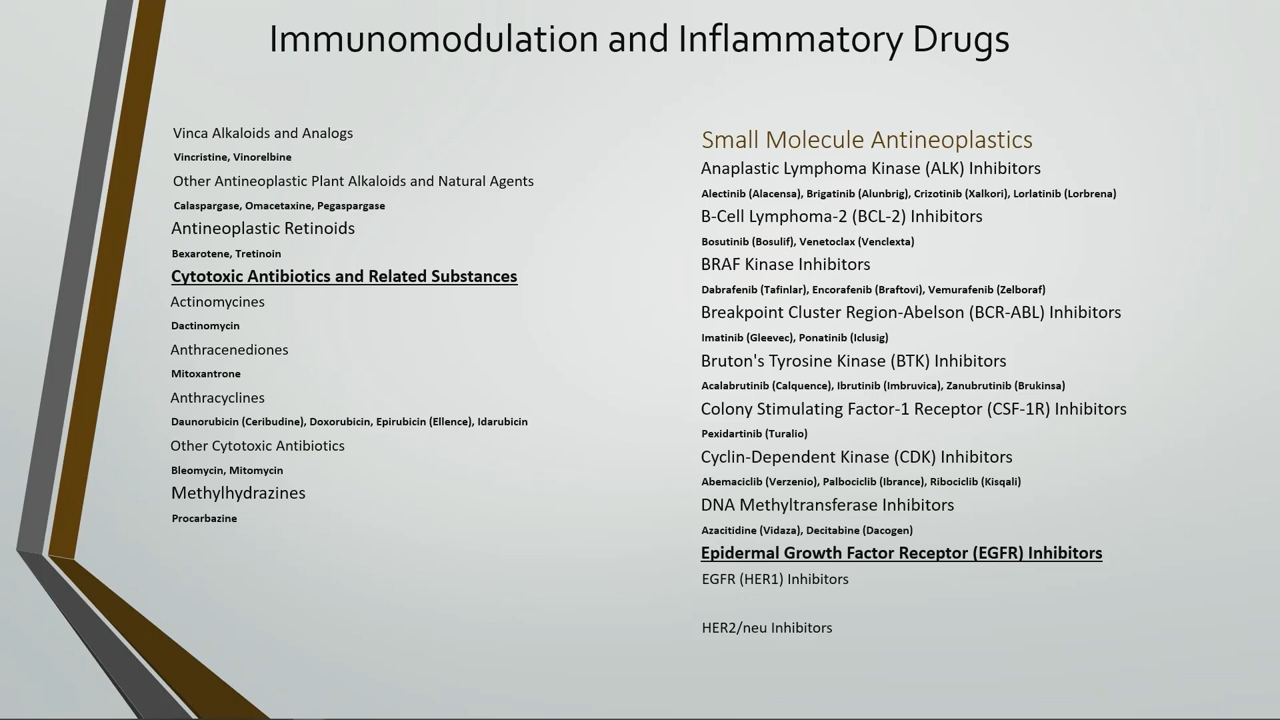 Immunomodulation and Inflammatory Drugs
Vinca Alkaloids and Analogs
Vincristine, Vinorelbine
Other Antineoplastic Plant Alkaloids and Natural Agents
Calaspargase, Omacetaxine, Pegaspargase
Antineoplastic Retinoids
Bexarotene, Tretinoin
Cytotoxic Antibiotics and Related Substances
Actinomycines
Dactinomycin
Anthracenediones
Mitoxantrone
Anthracyclines
Daunorubicin (Ceribudine), Doxorubicin, Epirubicin (Ellence), Idarubicin
Other Cytotoxic Antibiotics
Bleomycin, Mitomycin
Methylhydrazines
Procarbazine
Small Molecule Antineoplastics
Anaplastic Lymphoma Kinase (ALK) Inhibitors
Alectinib (Alacensa), Brigatinib (Alunbrig), Crizotinib (Xalkori), Lorlatinib (Lorbrena)
B-Cell Lymphoma-2 (BCL-2) Inhibitors
Bosutinib (Bosulif), Venetoclax (Venclexta)
BRAF Kinase Inhibitors
Dabrafenib (Tafinlar), Encorafenib (Braftovi), Vemurafenib (Zelboraf)
Breakpoint Cluster Region-Abelson (BCR-ABL) Inhibitors
Imatinib (Gleevec), Ponatinib (Iclusig)
Bruton's Tyrosine Kinase (BTK) Inhibitors
Acalabrutinib (Calquence), Ibrutinib (Imbruvica), Zanubrutinib (Brukinsa)
Colony Stimulating Factor-1 Receptor (CSF-1R) Inhibitors
Pexidartinib (Turalio)
Cyclin-Dependent Kinase (CDK) Inhibitors
Abemaciclib (Verzenio), Palbociclib (Ibrance), Ribociclib (Kisqali)
DNA Methyltransferase Inhibitors
Azacitidine (Vidaza), Decitabine (Dacogen)
Epidermal Growth Factor Receptor (EGFR) Inhibitors
EGFR (HER1) Inhibitors
HER2/neu Inhibitors